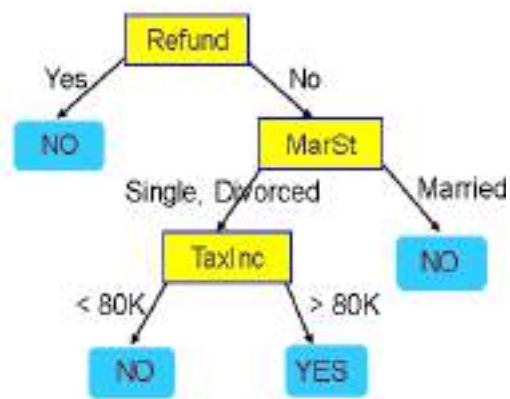 Refund
Yes
No
NO
MarSt
Single, Divorced
Married
TaxInc
NO
< 80K
> 80K
NO
YES